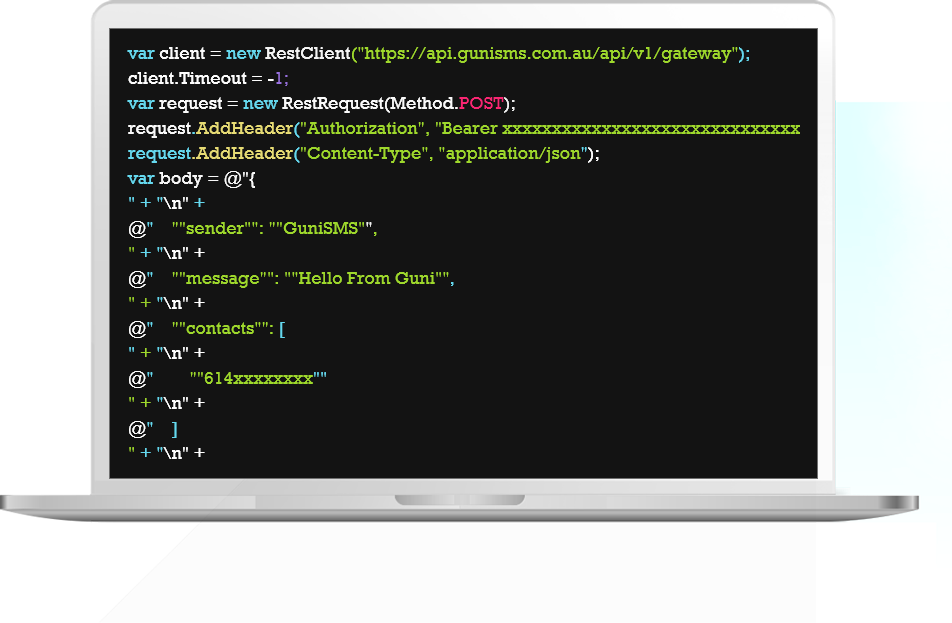 var client = new RestClient("https://api.gunisms.com.au/api/v1/gateway");
client.Timeout = -1;
var request = new RestRequest(Method.POST);
request.AddHeader("Authorization", "Bearer xxxxxxxxxxxxxxxxxxxxxxxxxxxxxx
request.AddHeader("Content-Type", "application/json");
var body = @"{
" + "\n" +
@"   ""sender"": ""GuniSMS"",
" + "\n" +
@"   ""message"": ""Hello From Guni"",
" + "\n" +
@"   ""contacts"": [
" + "\n" +
@"      ""614xxxxxxxx""
" + "\n" +
@"   ]
" + "\n" +